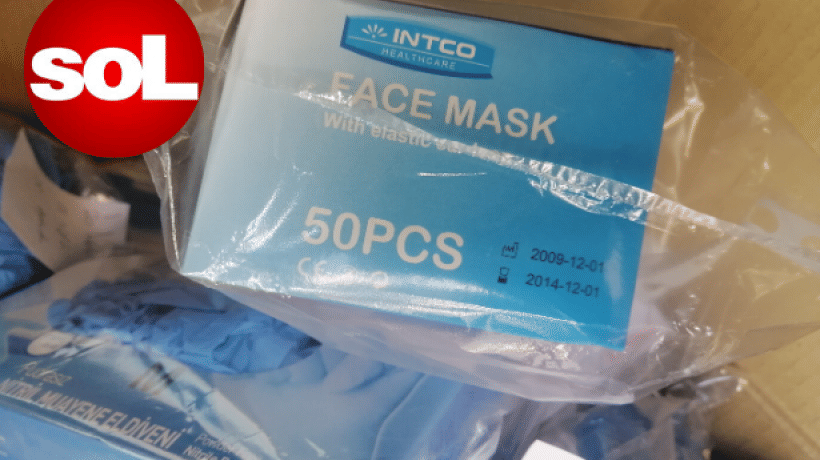 soL
INTCO
HEALTHCARE
FACE MASK
With elastic
50PCS
2009-12-01
CE
2014-12-01
NİTRİL MUAYENE ELDİVENİ